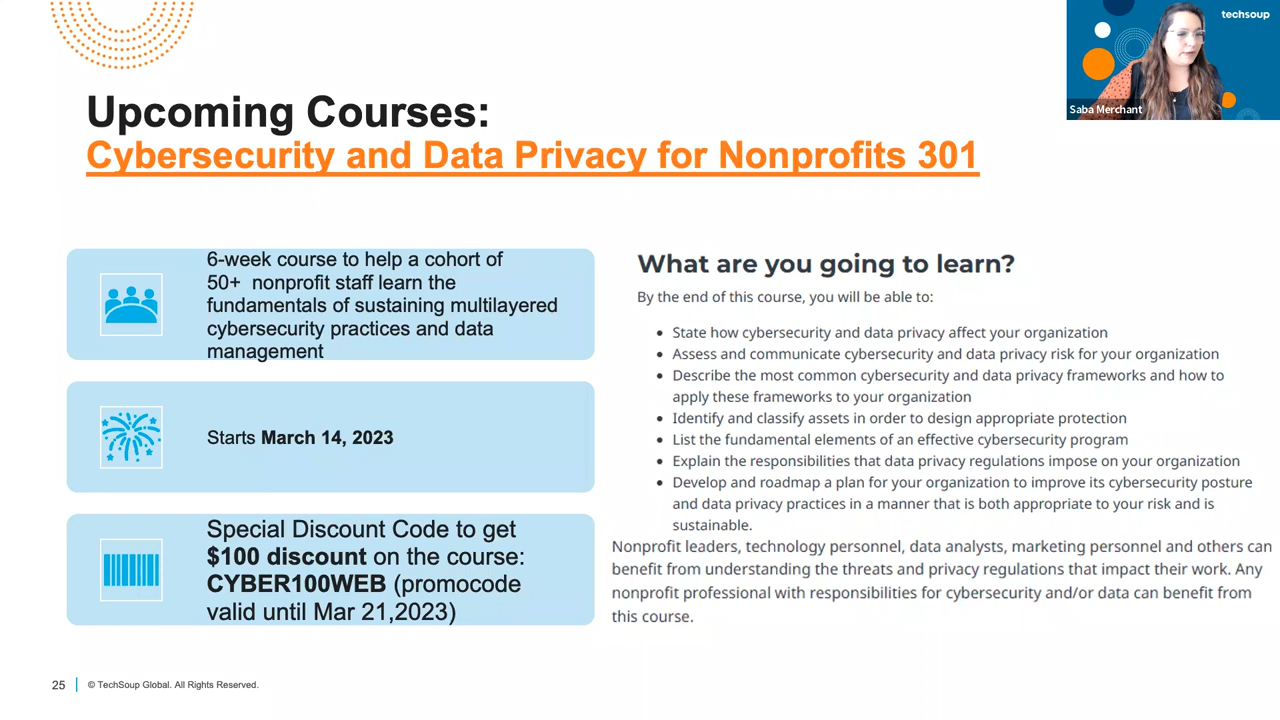 techsoup
Saba Merchant
Upcoming Courses:
Cybersecurity and Data Privacy for Nonprofits 301
6-week course to help a cohort of
50+  nonprofit staff learn the
fundamentals of sustaining multilayered
cybersecurity practices and data
management
Starts March 14, 2023
Special Discount Code to get
$100 discount on the course:
CYBER100WEB (promocode
valid until Mar 21,2023)
What are you going to learn?
By the end of this course, you will be able to:
• State how cybersecurity and data privacy affect your organization
• Assess and communicate cybersecurity and data privacy risk for your organization
• Describe the most common cybersecurity and data privacy frameworks and how to
apply these frameworks to your organization
• Identify and classify assets in order to design appropriate protection
• List the fundamental elements of an effective cybersecurity program
• Explain the responsibilities that data privacy regulations impose on your organization
• Develop and roadmap a plan for your organization to improve its cybersecurity posture
and data privacy practices in a manner that is both appropriate to your risk and is
sustainable.
Nonprofit leaders, technology personnel, data analysts, marketing personnel and others can
benefit from understanding the threats and privacy regulations that impact their work. Any
nonprofit professional with responsibilities for cybersecurity and/or data can benefit from
this course.
25
© TechSoup Global. All Rights Reserved.